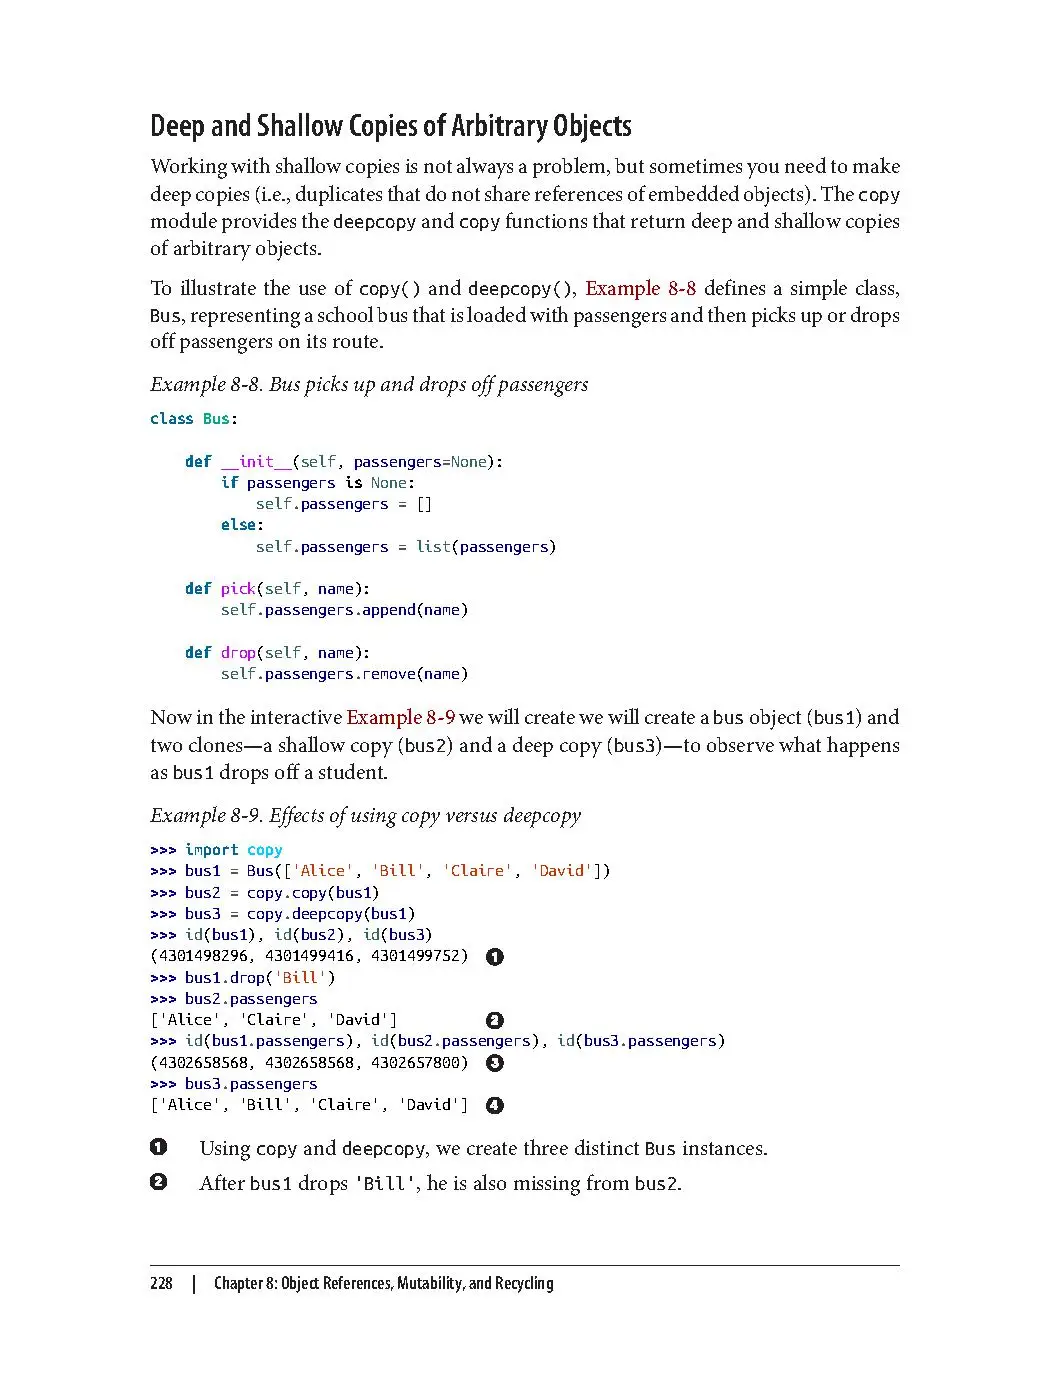 Deep and Shallow Copies of Arbitrary Objects
Working with shallow copies is not always a problem, but sometimes you need to make
deep copies (i.e., duplicates that do not share references of embedded objects). The copy
module provides the deepcopy and copy functions that return deep and shallow copies
of arbitrary objects.
To illustrate the use of copy() and deepcopy(), Example 8-8 defines a simple class,
Bus, representing a school bus that is loaded with passengers and then picks up or drops
off passengers on its route.
Example 8-8. Bus picks up and drops off passengers
class Bus:
    def __init__(self, passengers=None):
        if passengers is None:
            self.passengers = []
        else:
            self.passengers = list(passengers)
    def pick(self, name):
        self.passengers.append(name)
    def drop(self, name):
        self.passengers.remove(name)
Now in the interactive Example 8-9 we will create we will create a bus object (bus1) and
two clones—a shallow copy (bus2) and a deep copy (bus3)—to observe what happens
as bus1 drops off a student.
Example 8-9. Effects of using copy versus deepcopy
>>> import copy
>>> bus1 = Bus(['Alice', 'Bill', 'Claire', 'David'])
>>> bus2 = copy.copy(bus1)
>>> bus3 = copy.deepcopy(bus1)
>>> id(bus1), id(bus2), id(bus3)
(4301498296, 4301499416, 4301499752) ❶
>>> bus1.drop('Bill')
>>> bus2.passengers
['Alice', 'Claire', 'David'] ❷
>>> id(bus1.passengers), id(bus2.passengers), id(bus3.passengers)
(4302658568, 4302658568, 4302657800) ❸
>>> bus3.passengers
['Alice', 'Bill', 'Claire', 'David'] ❹
❶ Using copy and deepcopy, we create three distinct Bus instances.
❷ After bus1 drops 'Bill', he is also missing from bus2.
228 | Chapter 8: Object References, Mutability, and Recycling